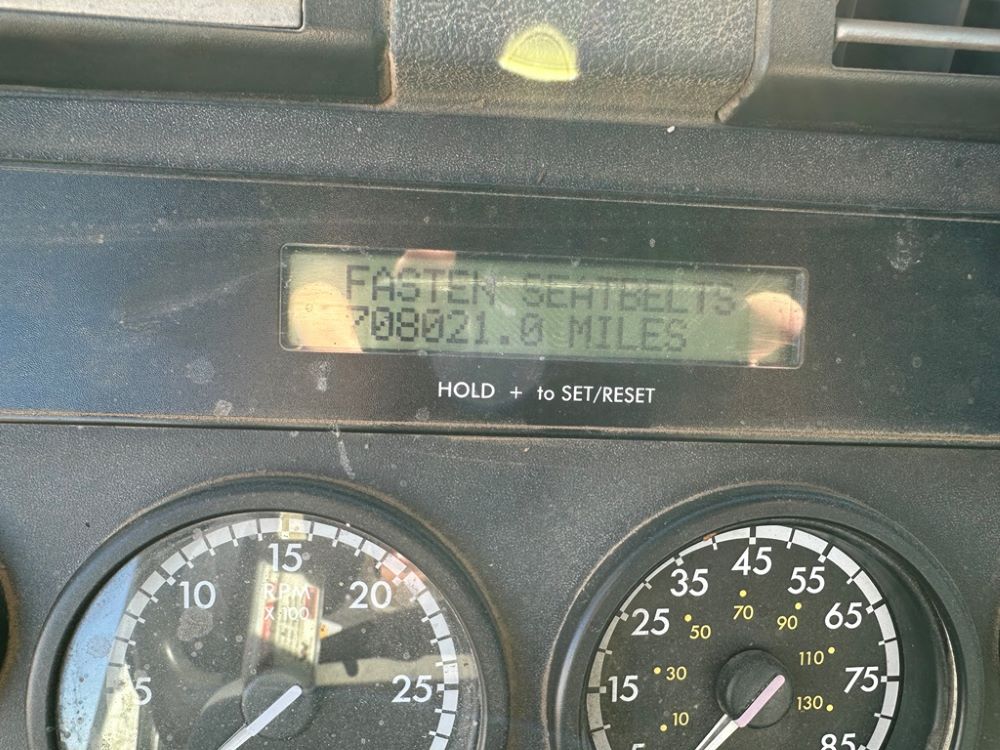 FASTEN SEATBELTS
708021.0 MILES
HOLD + to SET/RESET
5 10 15 20 25
RPM
X 100
5 15 25 35 45 55 65 75 85
10 30 50 70 90 110 130